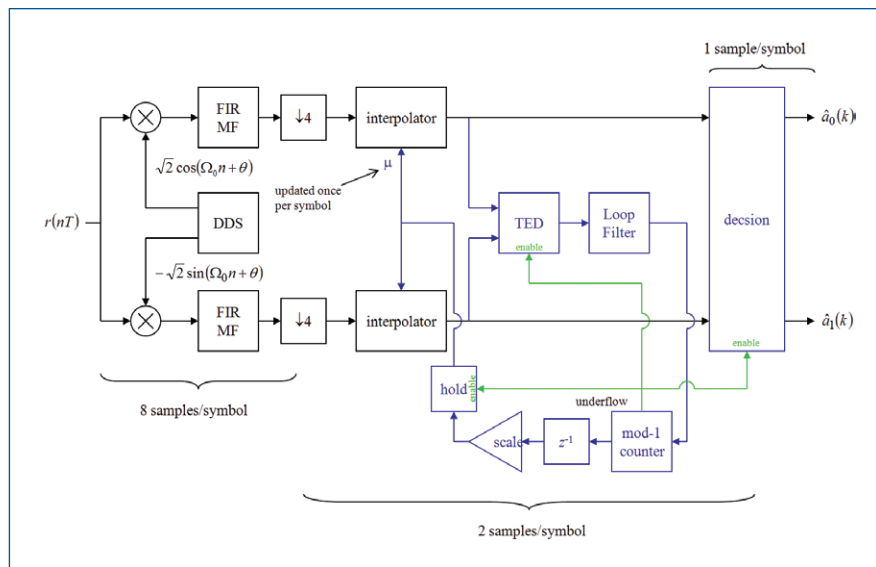 1 sample/symbol
FIR
MF
↓4
interpolator
â₀(k)
√2 cos(Ω₀n + θ)
μ
updated once
per symbol
r(nT)
DDS
TED
enable
Loop
Filter
decsion
−√2 sin(Ω₀n + θ)
FIR
MF
↓4
interpolator
â₁(k)
enable
hold
enable
8 samples/symbol
underflow
scale
z⁻¹
mod-1
counter
2 samples/symbol